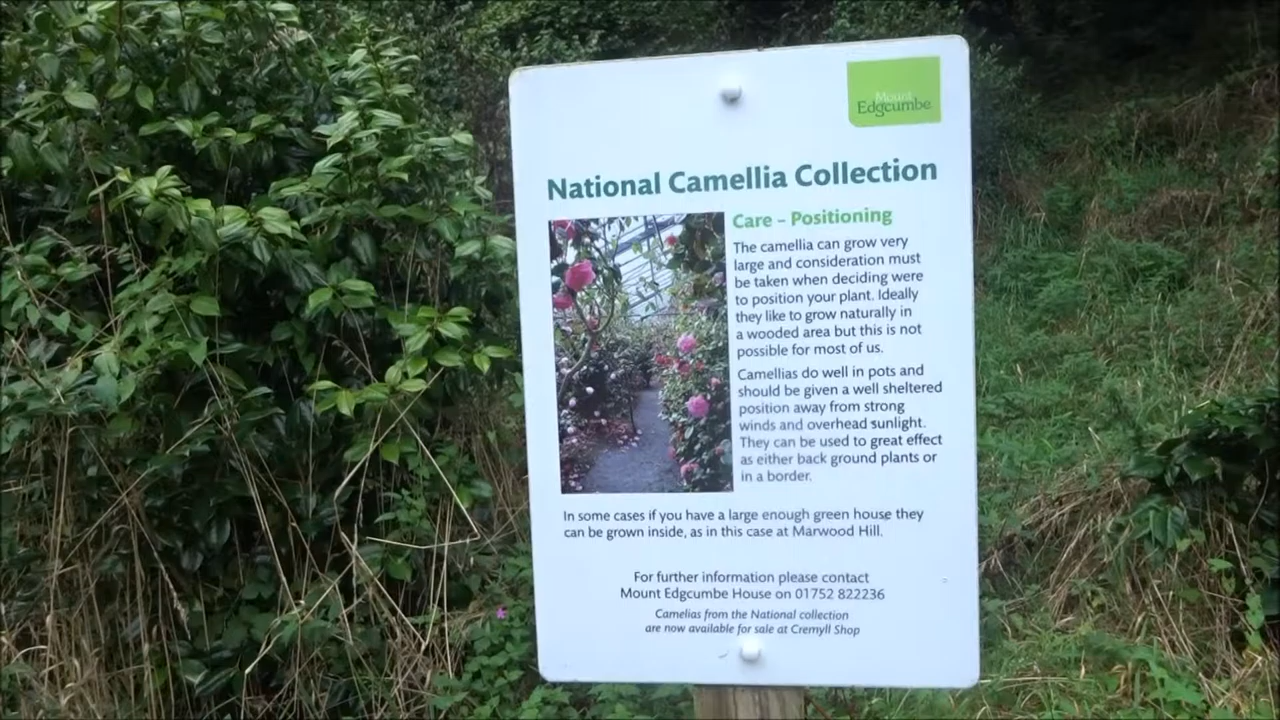 Mount
Edgcumbe
National Camellia Collection
Care – Positioning
The camellia can grow very
large and consideration must
be taken when deciding were
to position your plant. Ideally
they like to grow naturally in
a wooded area but this is not
possible for most of us.
Camellias do well in pots and
should be given a well sheltered
position away from strong
winds and overhead sunlight.
They can be used to great effect
as either back ground plants or
in a border.
In some cases if you have a large enough green house they
can be grown inside, as in this case at Marwood Hill.
For further information please contact
Mount Edgcumbe House on 01752 822236
Camelias from the National collection
are now available for sale at Cremyll Shop